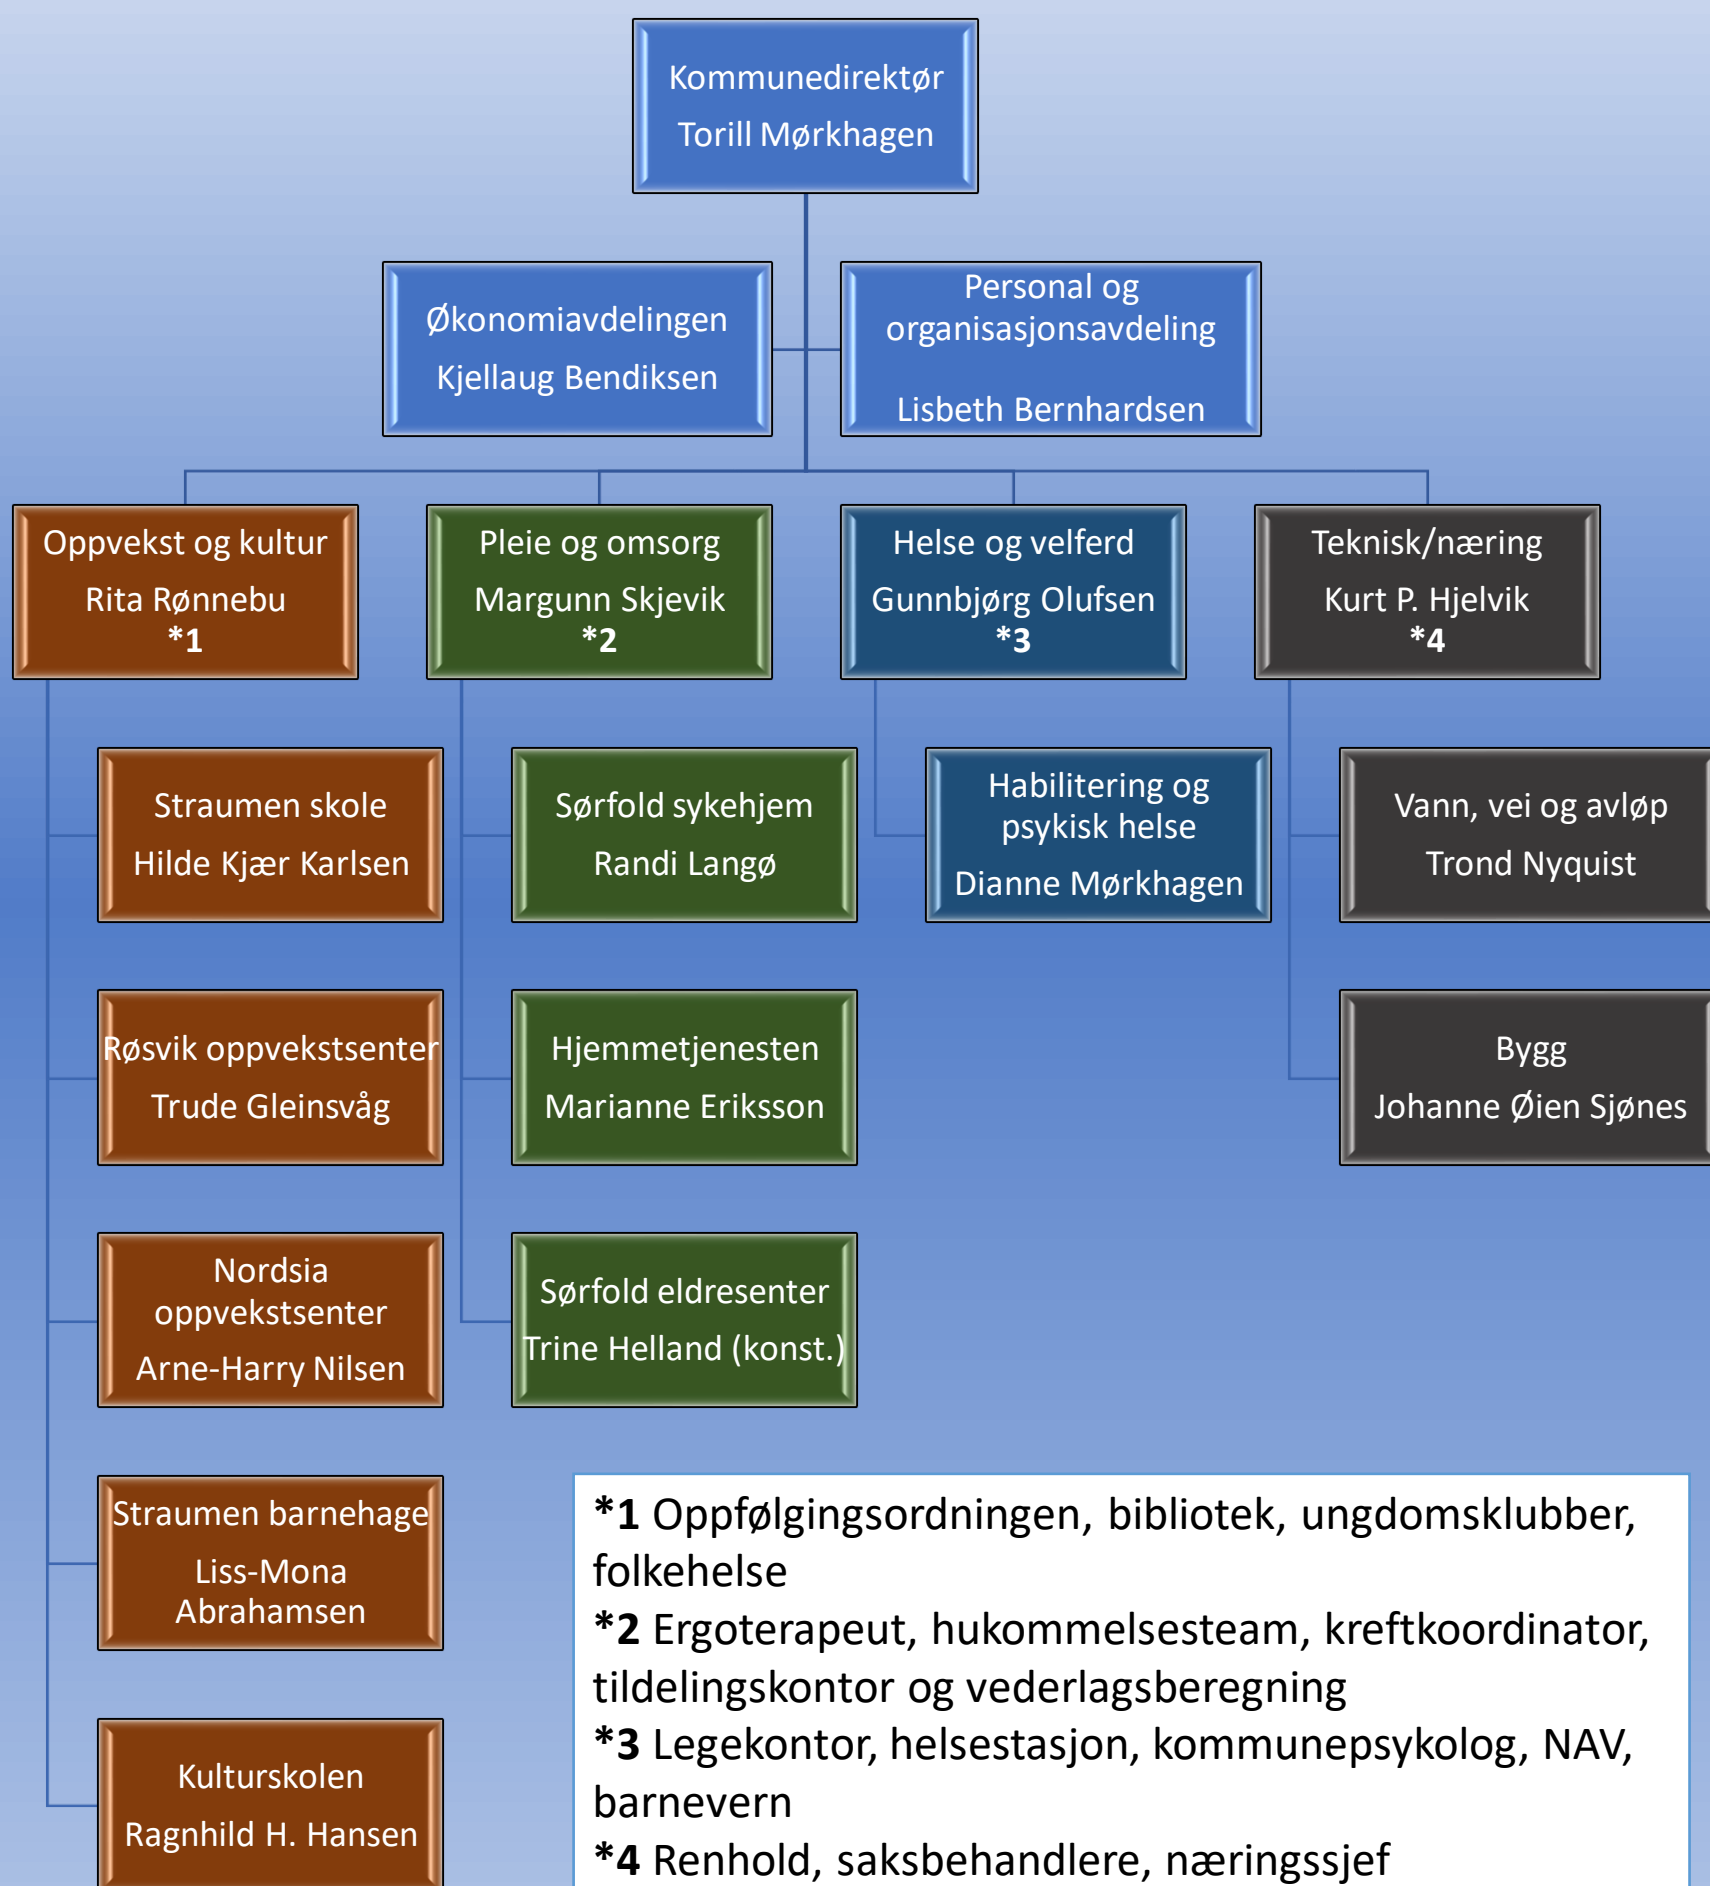 Kommunedirektør
Torill Mørkhagen
Økonomiavdelingen
Kjellaug Bendiksen
Personal og
organisasjonsavdeling
Lisbeth Bernhardsen
Oppvekst og kultur
Rita Rønnebu
*1
Pleie og omsorg
Margunn Skjevik
*2
Helse og velferd
Gunnbjørg Olufsen
*3
Teknisk/næring
Kurt P. Hjelvik
*4
Straumen skole
Hilde Kjær Karlsen
Røsvik oppvekstsenter
Trude Gleinsvåg
Nordsia
oppvekstsenter
Arne-Harry Nilsen
Straumen barnehage
Liss-Mona
Abrahamsen
Kulturskolen
Ragnhild H. Hansen
Sørfold sykehjem
Randi Langø
Hjemmetjenesten
Marianne Eriksson
Sørfold eldresenter
Trine Helland (konst.)
Habilitering og
psykisk helse
Dianne Mørkhagen
Vann, vei og avløp
Trond Nyquist
Bygg
Johanne Øien Sjønes
*1 Oppfølgingsordningen, bibliotek, ungdomsklubber,
folkehelse
*2 Ergoterapeut, hukommelsesteam, kreftkoordinator,
tildelingskontor og vederlagsberegning
*3 Legekontor, helsestasjon, kommunepsykolog, NAV,
barnevern
*4 Renhold, saksbehandlere, næringssjef